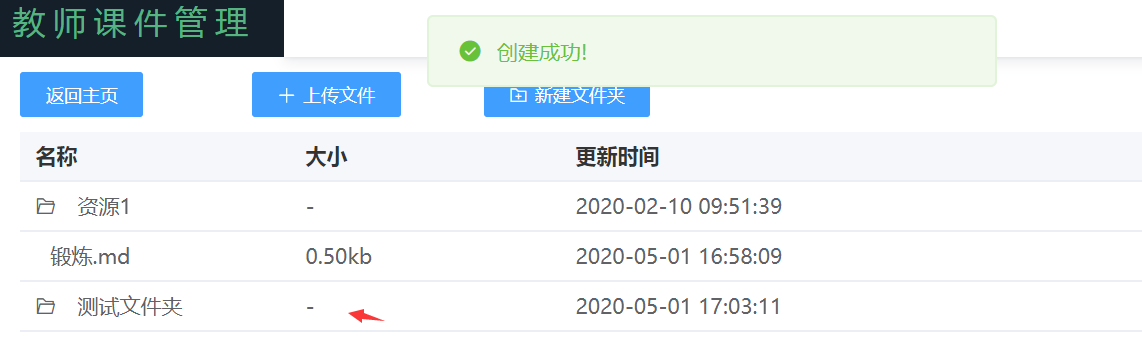 教师课件管理
创建成功!
返回主页
上传文件
新建文件夹
名称 大小 更新时间
资源1 - 2020-02-10 09:51:39
锻炼.md 0.50kb 2020-05-01 16:58:09
测试文件夹 - 2020-05-01 17:03:11